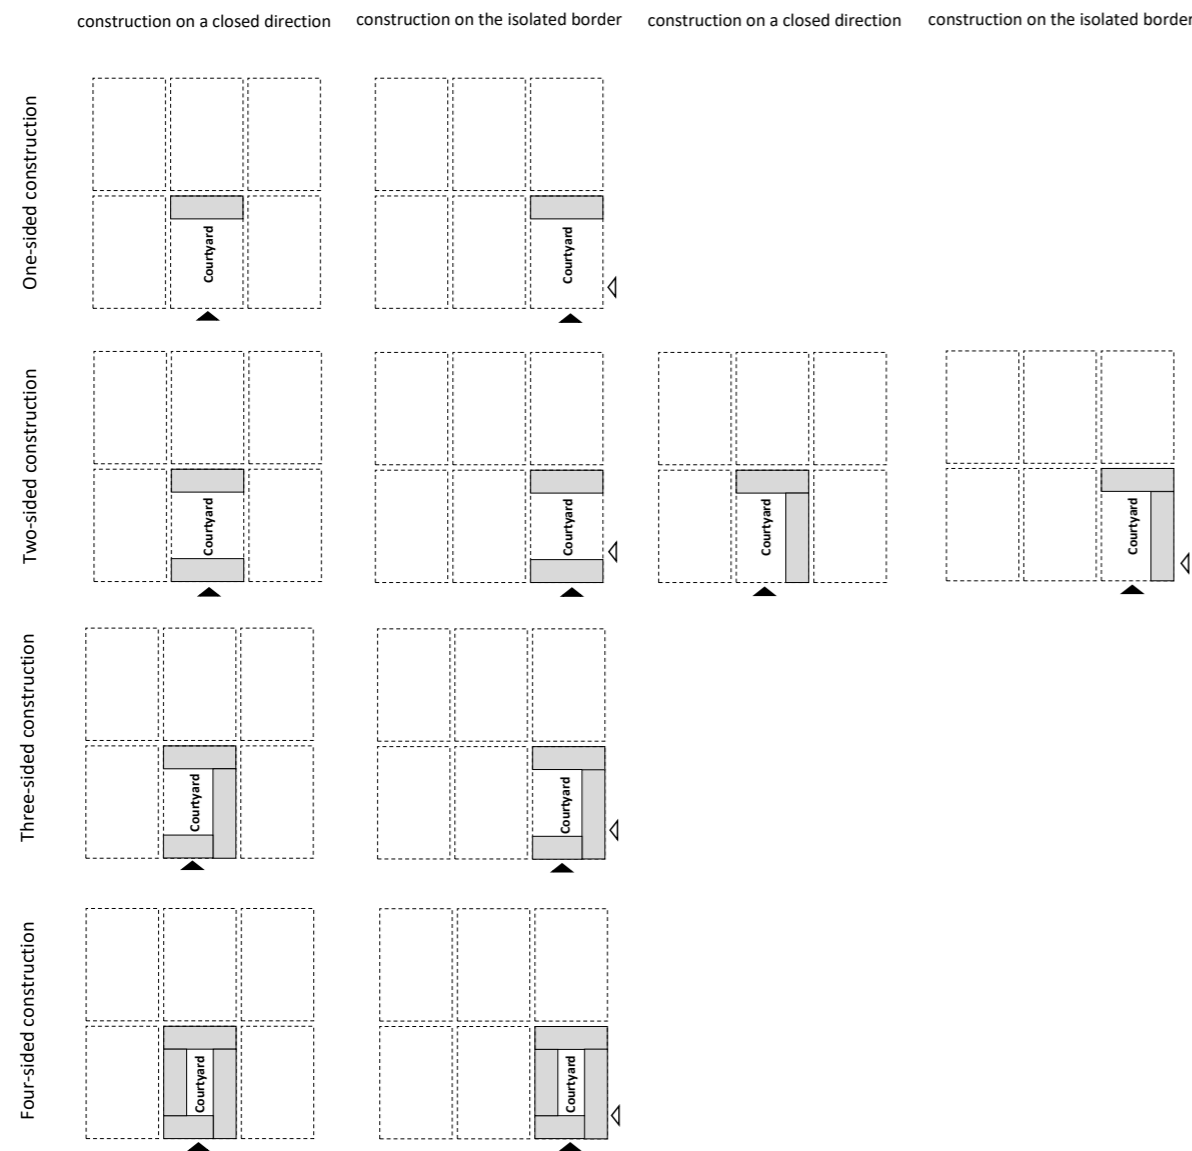 construction on a closed direction
construction on the isolated border
construction on a closed direction
construction on the isolated border
One-sided construction
Courtyard
Courtyard
Two-sided construction
Courtyard
Courtyard
Courtyard
Courtyard
Three-sided construction
Courtyard
Courtyard
Four-sided construction
Courtyard
Courtyard